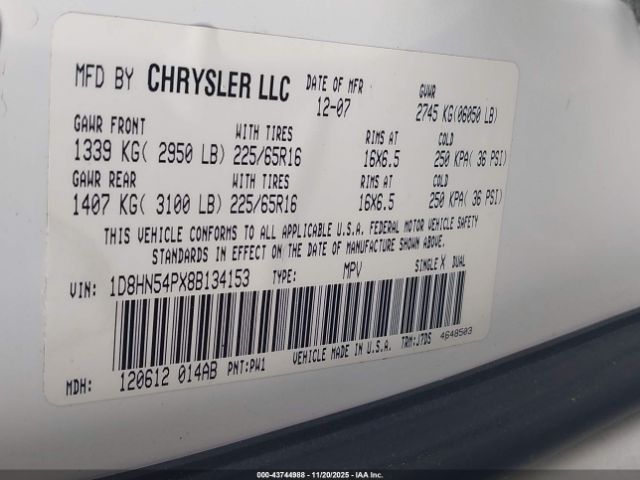 MFD BY CHRYSLER LLC DATE OF MFR GVWR
12-07 2745 KG(06050 LB)
GAWR FRONT WITH TIRES RIMS AT COLD
1339 KG( 2950 LB) 225/65R16 16X6.5 250 KPA( 36 PSI)
GAWR REAR WITH TIRES RIMS AT COLD
1407 KG( 3100 LB) 225/65R16 16X6.5 250 KPA( 36 PSI)
THIS VEHICLE CONFORMS TO ALL APPLICABLE U.S.A. FEDERAL MOTOR VEHICLE SAFETY
STANDARDS IN EFFECT ON THE DATE OF MANUFACTURE SHOWN ABOVE.
VIN: 1D8HN54PX8B134153 TYPE: MPV SINGLE X DUAL
MDH: 120612 014AB PNT:PW1 VEHICLE MADE IN U.S.A. TRM:J7DS 4648503
000-43744988 — 11/20/2025 — IAA Inc.